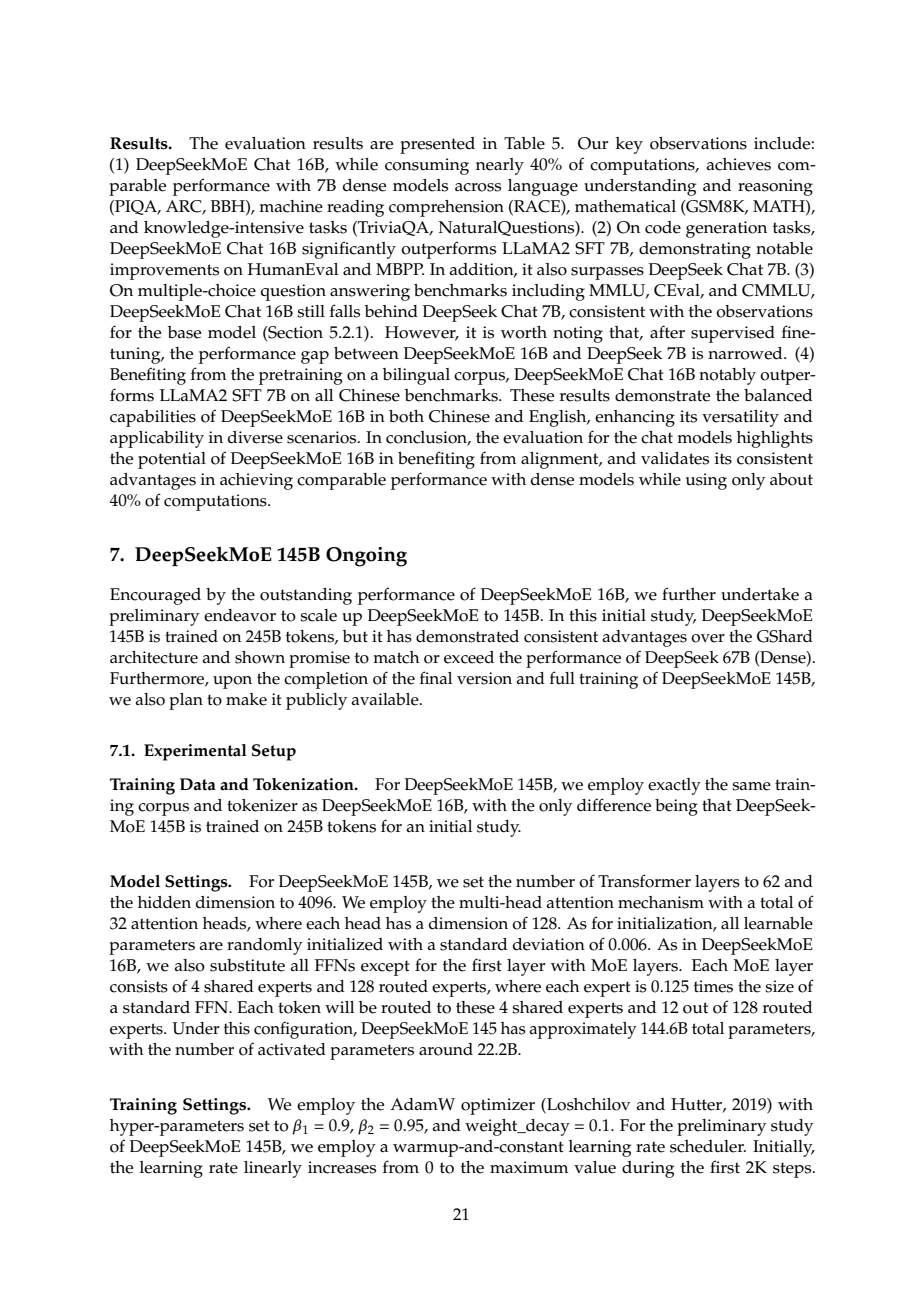 Results. The evaluation results are presented in Table 5. Our key observations include:
(1) DeepSeekMoE Chat 16B, while consuming nearly 40% of computations, achieves com-
parable performance with 7B dense models across language understanding and reasoning
(PIQA, ARC, BBH), machine reading comprehension (RACE), mathematical (GSM8K, MATH),
and knowledge-intensive tasks (TriviaQA, NaturalQuestions). (2) On code generation tasks,
DeepSeekMoE Chat 16B significantly outperforms LLaMA2 SFT 7B, demonstrating notable
improvements on HumanEval and MBPP. In addition, it also surpasses DeepSeek Chat 7B. (3)
On multiple-choice question answering benchmarks including MMLU, CEval, and CMMLU,
DeepSeekMoE Chat 16B still falls behind DeepSeek Chat 7B, consistent with the observations
for the base model (Section 5.2.1). However, it is worth noting that, after supervised fine-
tuning, the performance gap between DeepSeekMoE 16B and DeepSeek 7B is narrowed. (4)
Benefiting from the pretraining on a bilingual corpus, DeepSeekMoE Chat 16B notably outper-
forms LLaMA2 SFT 7B on all Chinese benchmarks. These results demonstrate the balanced
capabilities of DeepSeekMoE 16B in both Chinese and English, enhancing its versatility and
applicability in diverse scenarios. In conclusion, the evaluation for the chat models highlights
the potential of DeepSeekMoE 16B in benefiting from alignment, and validates its consistent
advantages in achieving comparable performance with dense models while using only about
40% of computations.
7. DeepSeekMoE 145B Ongoing
Encouraged by the outstanding performance of DeepSeekMoE 16B, we further undertake a
preliminary endeavor to scale up DeepSeekMoE to 145B. In this initial study, DeepSeekMoE
145B is trained on 245B tokens, but it has demonstrated consistent advantages over the GShard
architecture and shown promise to match or exceed the performance of DeepSeek 67B (Dense).
Furthermore, upon the completion of the final version and full training of DeepSeekMoE 145B,
we also plan to make it publicly available.
7.1. Experimental Setup
Training Data and Tokenization. For DeepSeekMoE 145B, we employ exactly the same train-
ing corpus and tokenizer as DeepSeekMoE 16B, with the only difference being that DeepSeek-
MoE 145B is trained on 245B tokens for an initial study.
Model Settings. For DeepSeekMoE 145B, we set the number of Transformer layers to 62 and
the hidden dimension to 4096. We employ the multi-head attention mechanism with a total of
32 attention heads, where each head has a dimension of 128. As for initialization, all learnable
parameters are randomly initialized with a standard deviation of 0.006. As in DeepSeekMoE
16B, we also substitute all FFNs except for the first layer with MoE layers. Each MoE layer
consists of 4 shared experts and 128 routed experts, where each expert is 0.125 times the size of
a standard FFN. Each token will be routed to these 4 shared experts and 12 out of 128 routed
experts. Under this configuration, DeepSeekMoE 145 has approximately 144.6B total parameters,
with the number of activated parameters around 22.2B.
Training Settings. We employ the AdamW optimizer (Loshchilov and Hutter, 2019) with
hyper-parameters set to β₁ = 0.9, β₂ = 0.95, and weight_decay = 0.1. For the preliminary study
of DeepSeekMoE 145B, we employ a warmup-and-constant learning rate scheduler. Initially,
the learning rate linearly increases from 0 to the maximum value during the first 2K steps.
21